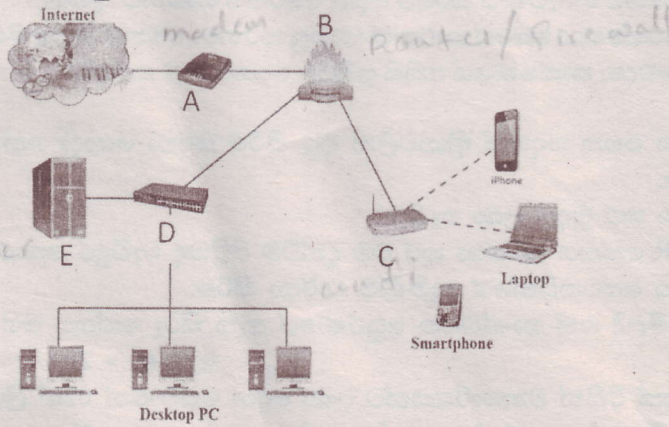 Internet
modem
B
Router/Firewall
A
iPhone
E
D
C
Laptop
Smartphone
Desktop PC